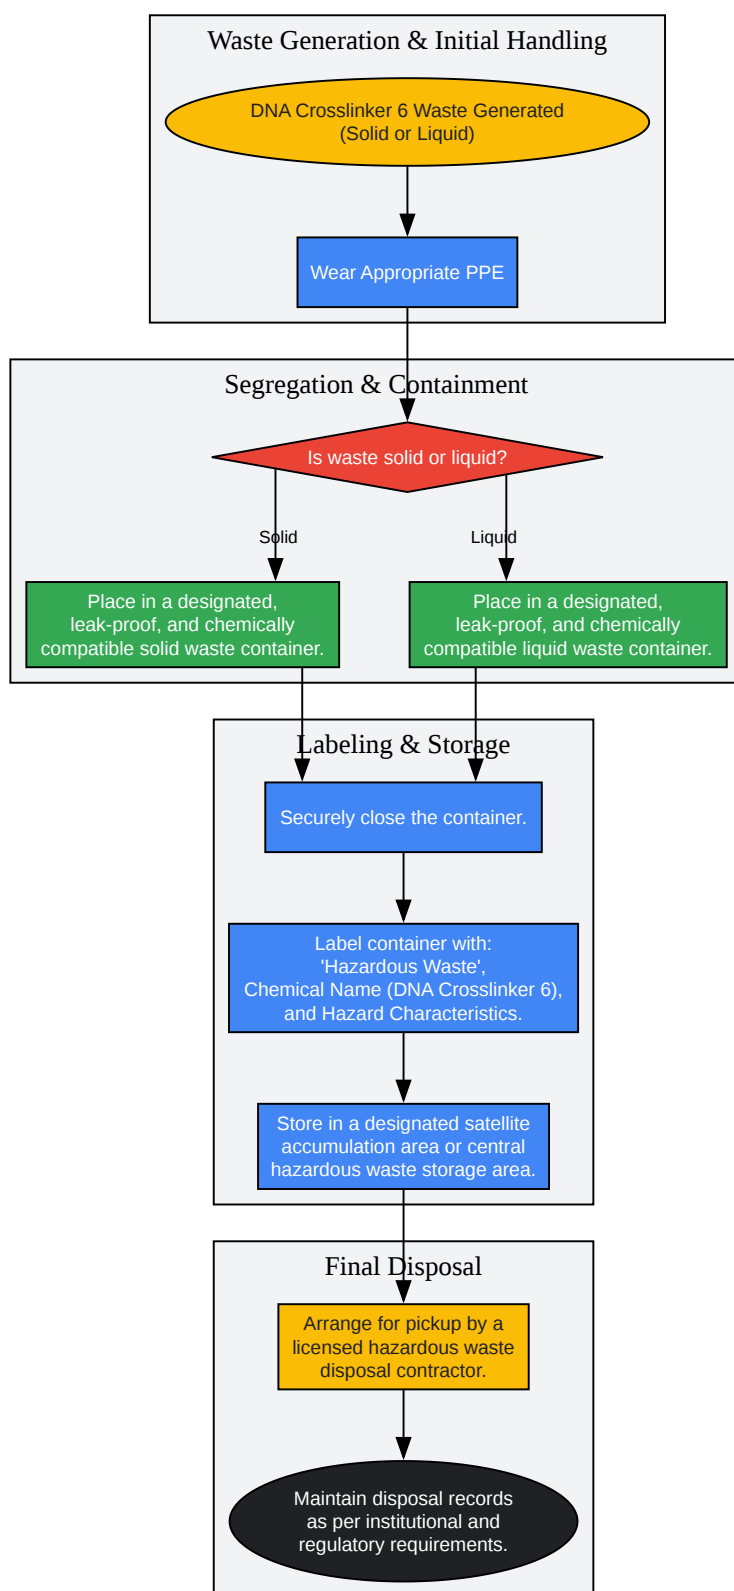 Waste Generation & Initial Handling
DNA Crosslinker 6 Waste Generated
(Solid or Liquid)
Wear Appropriate PPE
Segregation & Containment
Is waste solid or liquid?
Solid
Liquid
Place in a designated,
leak-proof, and chemically
compatible solid waste container.
Place in a designated,
leak-proof, and chemically
compatible liquid waste container.
Labeling & Storage
Securely close the container.
Label container with:
'Hazardous Waste',
Chemical Name (DNA Crosslinker 6),
and Hazard Characteristics.
Store in a designated satellite
accumulation area or central
hazardous waste storage area.
Final Disposal
Arrange for pickup by a
licensed hazardous waste
disposal contractor.
Maintain disposal records
as per institutional and
regulatory requirements.